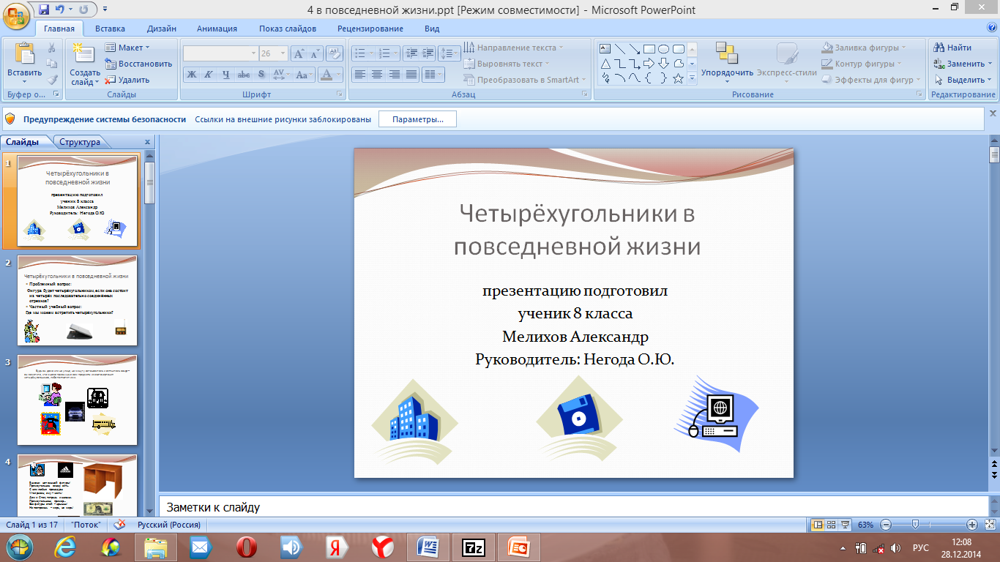 4 в повседневной жизни.ppt [Режим совместимости] - Microsoft PowerPoint
Главная Вставка Дизайн Анимация Показ слайдов Рецензирование Вид
Вставить
Буфер о...
Создать слайд
Макет
Восстановить
Удалить
Слайды
26
Ж К Ч abc S AV Aa A
Шрифт
Направление текста
Выровнять текст
Преобразовать в SmartArt
Абзац
Упорядочить
Экспресс-стили
Заливка фигуры
Контур фигуры
Эффекты для фигур
Рисование
Найти
Заменить
Выделить
Редактирование
Предупреждение системы безопасности Ссылки на внешние рисунки заблокированы Параметры...
Слайды Структура
1
Четырёхугольники в
повседневной жизни
презентацию подготовил
ученик 8 класса
Мелихов Александр
Руководитель: Негода О.Ю.
2
Четырёхугольники в повседневной жизни
Проблемный вопрос:
Фигура будет четырёхугольником, если она состоит
из четырёх последовательно соединённых
отрезков?
Частный учебный вопрос:
Где мы можем встретить четырёхугольники?
3
4
adidas
Четырёхугольники в
повседневной жизни
презентацию подготовил
ученик 8 класса
Мелихов Александр
Руководитель: Негода О.Ю.
Заметки к слайду
Слайд 1 из 17 "Поток" Русский (Россия) 63%
Я Y W 7z P
РУС
12:08
28.12.2014